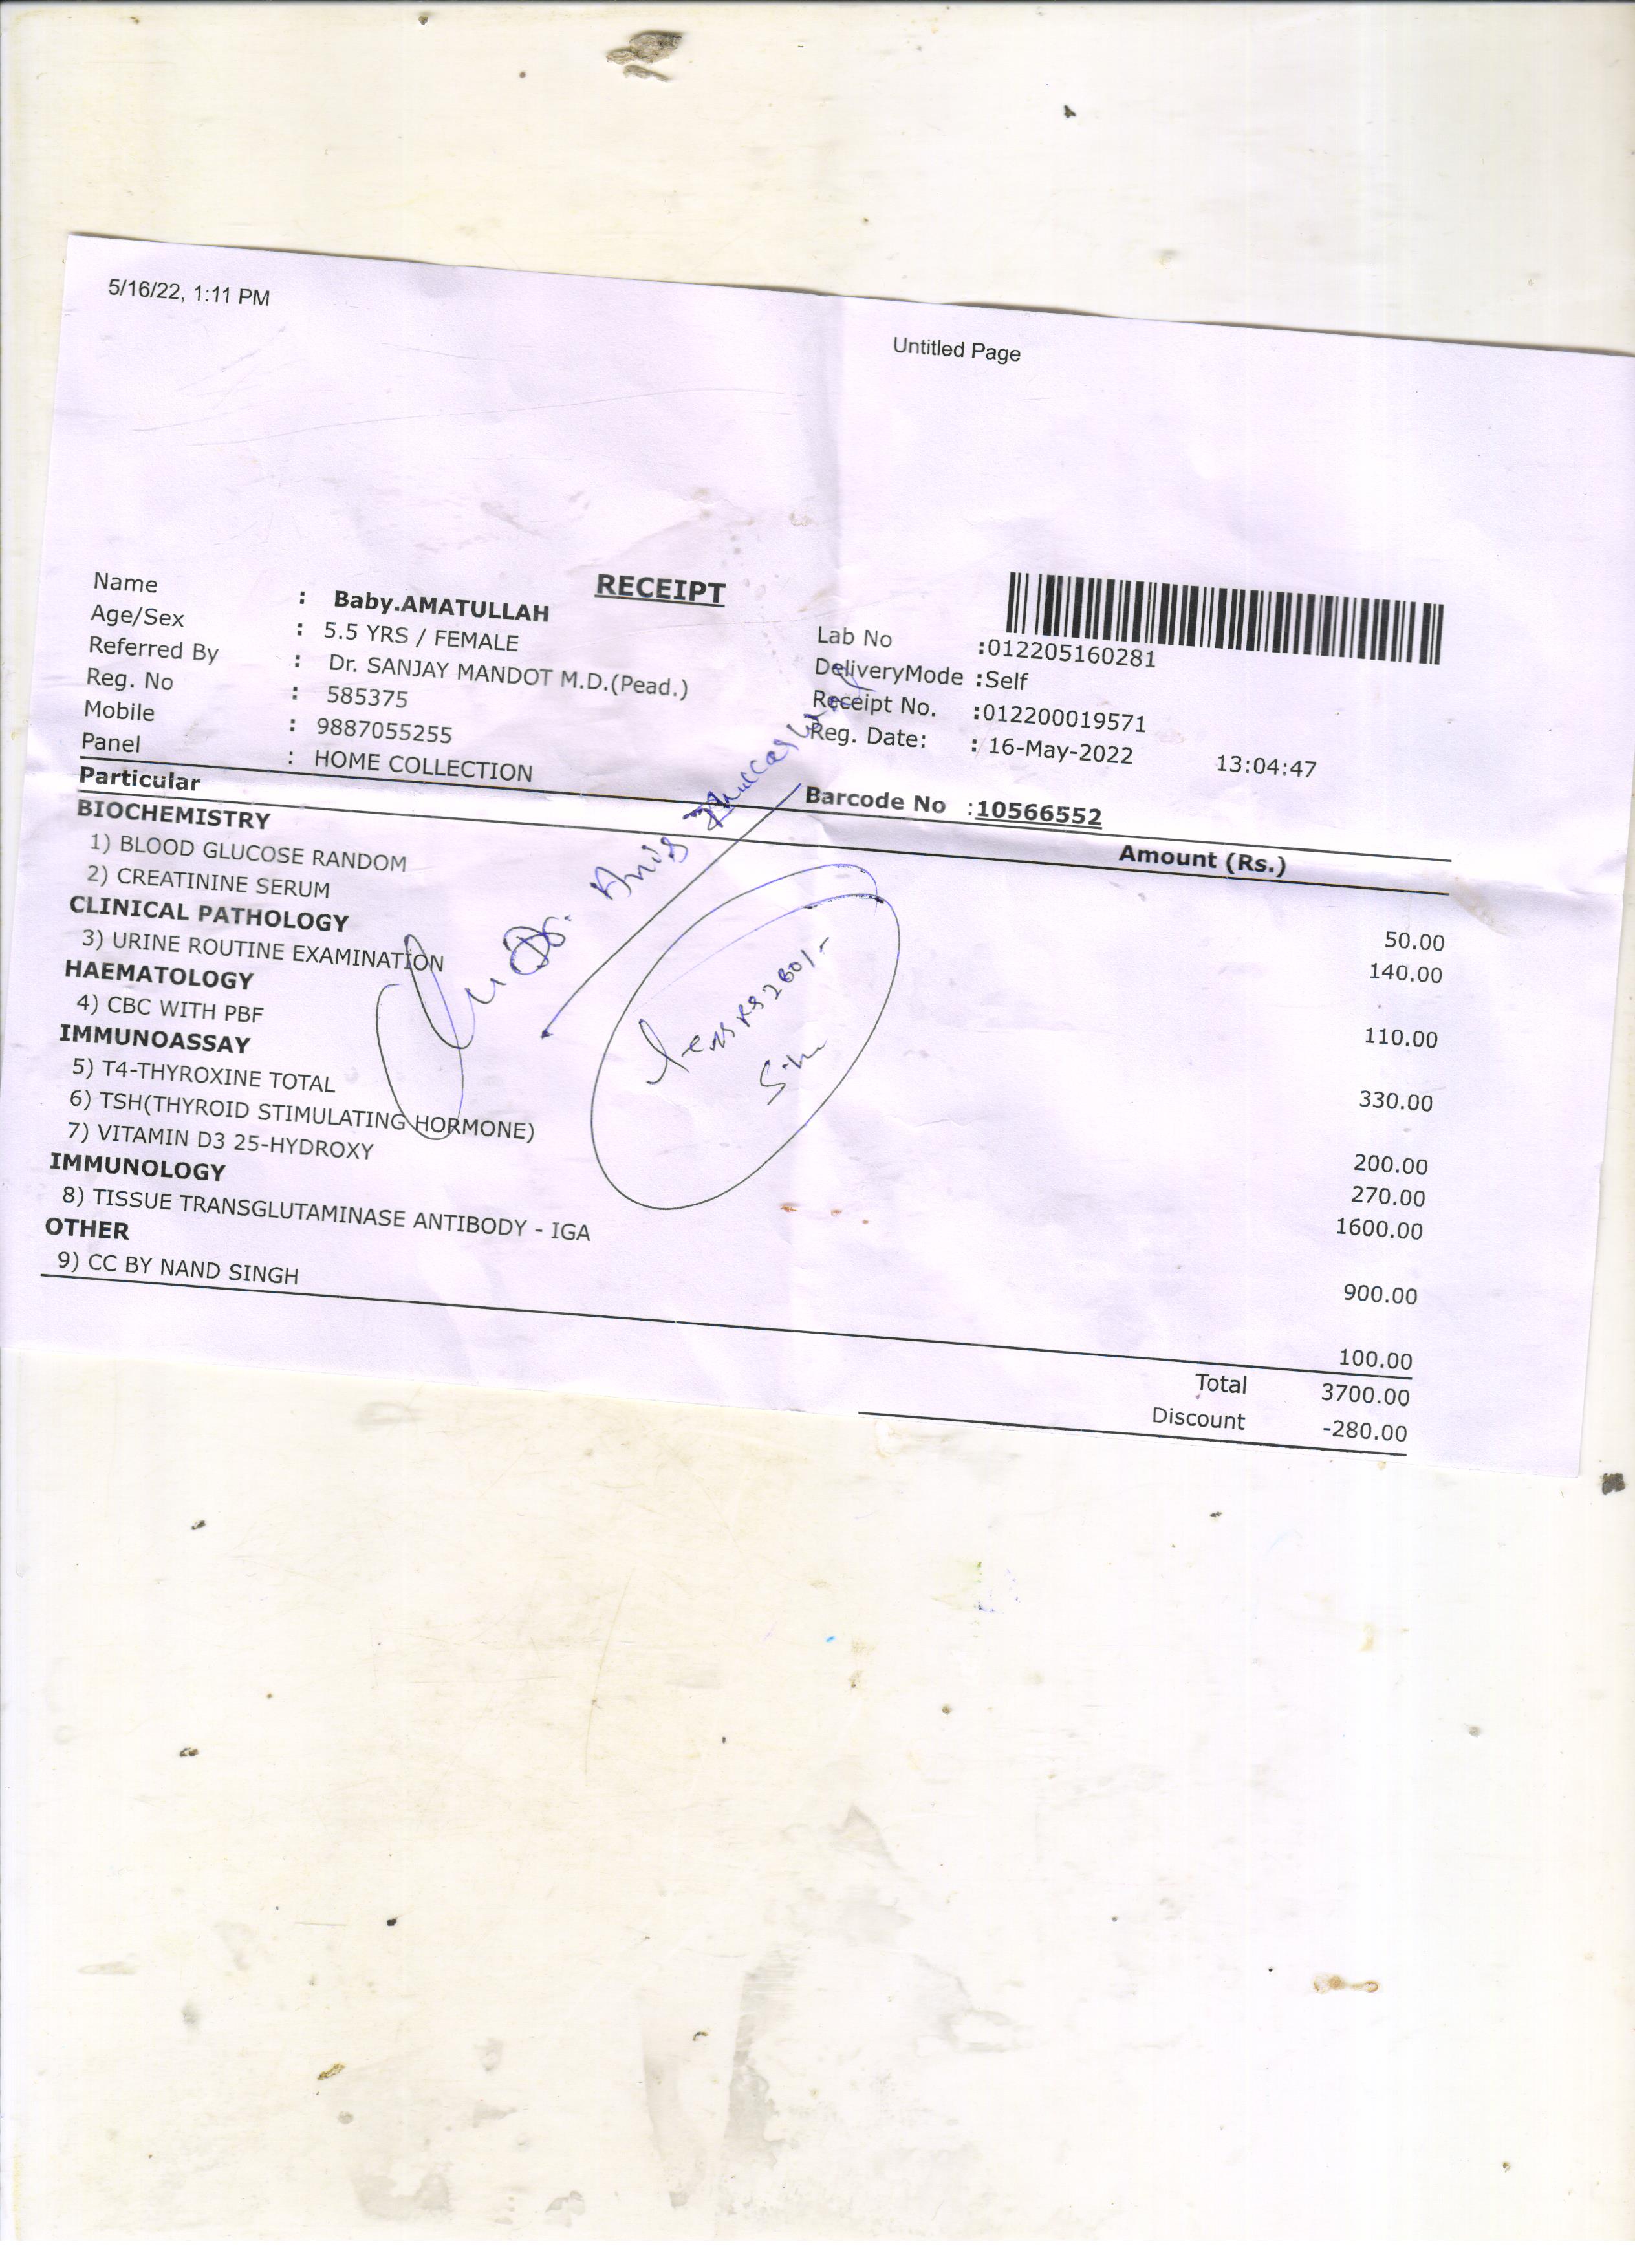 5/16/22, 1:11 PM
Untitled Page
RECEIPT
Name : Baby.AMATULLAH
Age/Sex : 5.5 YRS / FEMALE
Referred By : Dr. SANJAY MANDOT M.D.(Pead.)
Reg. No : 585375
Mobile : 9887055255
Panel : HOME COLLECTION
Lab No :012205160281
DeliveryMode :Self
Receipt No. :012200019571
Reg. Date: : 16-May-2022 13:04:47
Barcode No :10566552
Particular Amount (Rs.)
BIOCHEMISTRY
1) BLOOD GLUCOSE RANDOM 50.00
2) CREATININE SERUM 140.00
CLINICAL PATHOLOGY
3) URINE ROUTINE EXAMINATION 110.00
HAEMATOLOGY
4) CBC WITH PBF 330.00
IMMUNOASSAY
5) T4-THYROXINE TOTAL 200.00
6) TSH(THYROID STIMULATING HORMONE) 270.00
7) VITAMIN D3 25-HYDROXY 1600.00
IMMUNOLOGY
8) TISSUE TRANSGLUTAMINASE ANTIBODY - IGA 900.00
OTHER
9) CC BY NAND SINGH 100.00
Total 3700.00
Discount -280.00
Dr. Anis